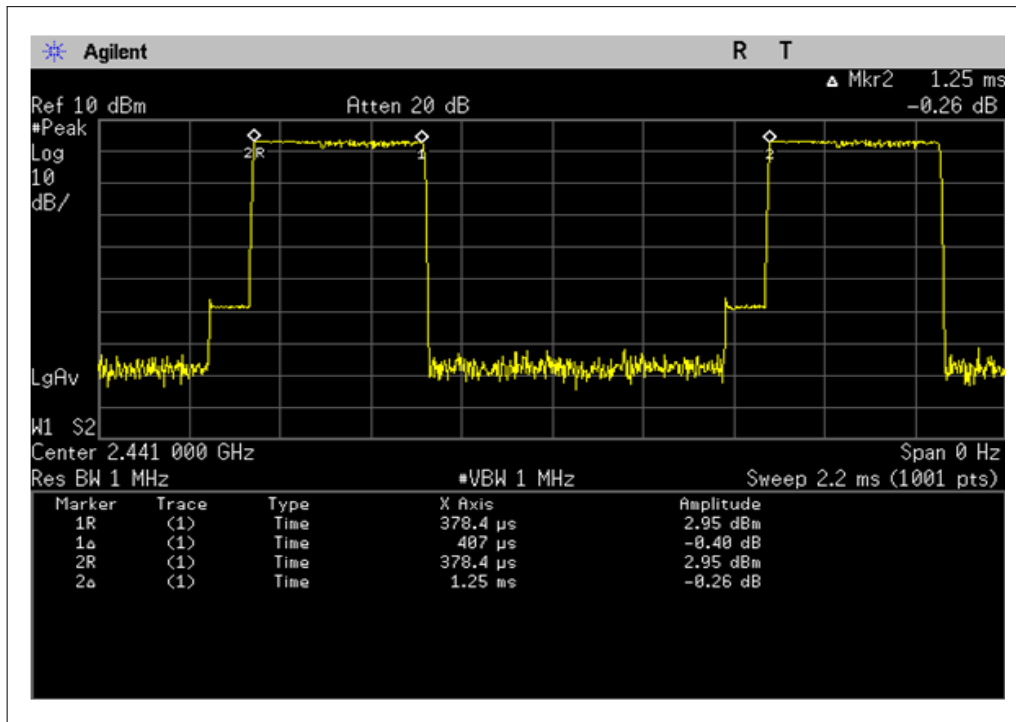 Agilent R T
Δ Mkr2 1.25 ms
Ref 10 dBm Atten 20 dB -0.26 dB
#Peak
Log
10
dB/
2R 1 2
LgAv
W1 S2
Center 2.441 000 GHz Span 0 Hz
Res BW 1 MHz #VBW 1 MHz Sweep 2.2 ms (1001 pts)
Marker Trace Type X Axis Amplitude
1R (1) Time 378.4 µs 2.95 dBm
1Δ (1) Time 407 µs -0.40 dB
2R (1) Time 378.4 µs 2.95 dBm
2Δ (1) Time 1.25 ms -0.26 dB